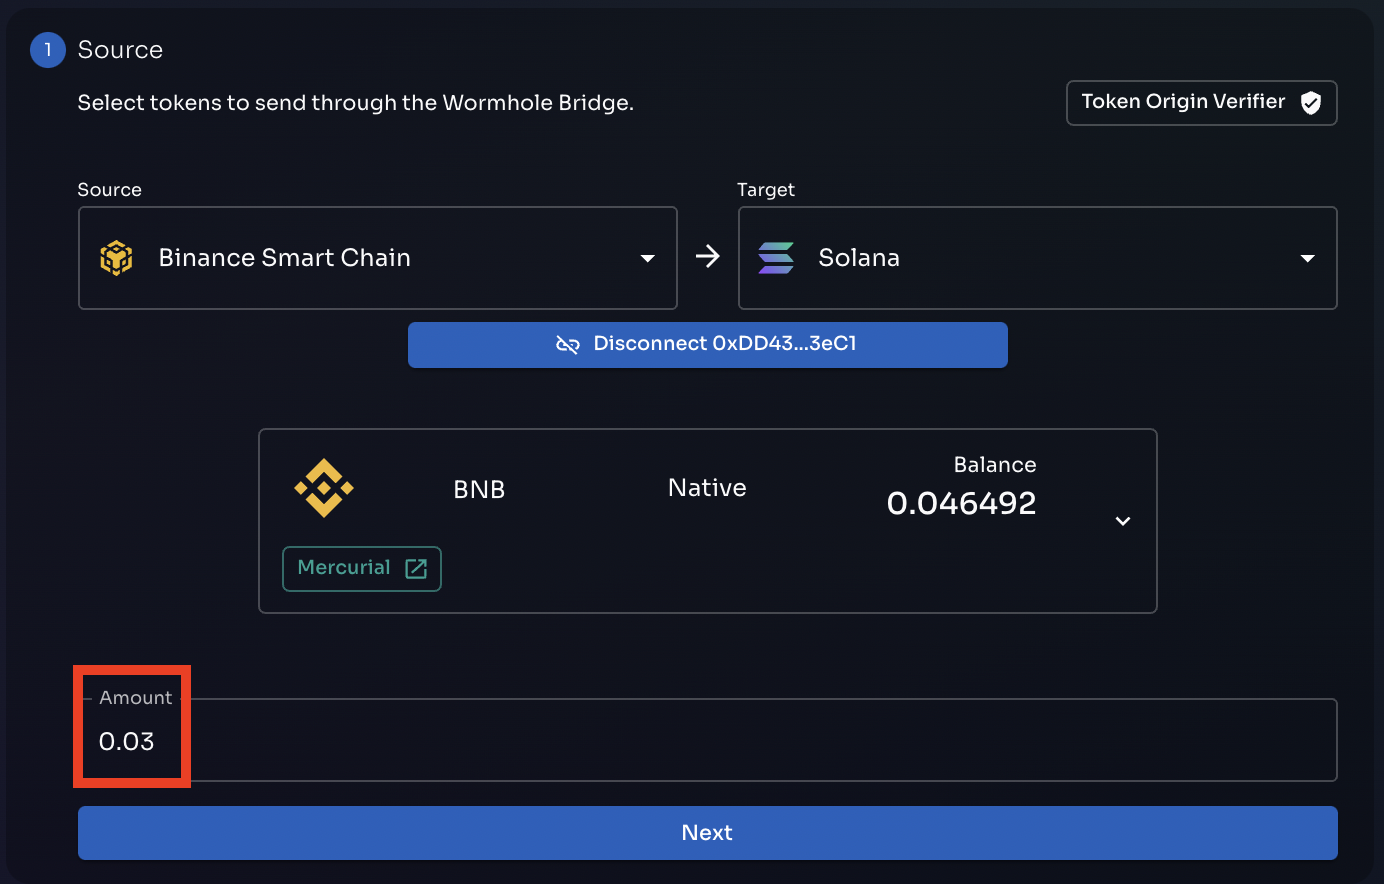 1 Source
Select tokens to send through the Wormhole Bridge.
Token Origin Verifier
Source
Target
Binance Smart Chain
Solana
Disconnect 0xDD43...3eC1
BNB
Native
Balance
0.046492
Mercurial
Amount
0.03
Next